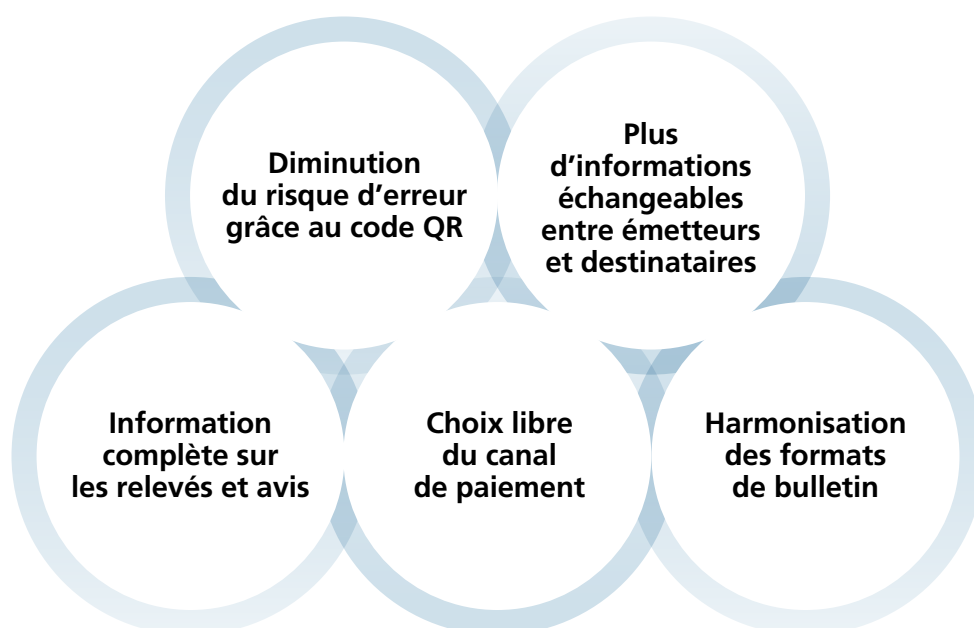 Diminution
du risque d’erreur
grâce au code QR
Plus
d’informations
échangeables
entre émetteurs
et destinataires
Information
complète sur
les relevés et avis
Choix libre
du canal
de paiement
Harmonisation
des formats
de bulletin